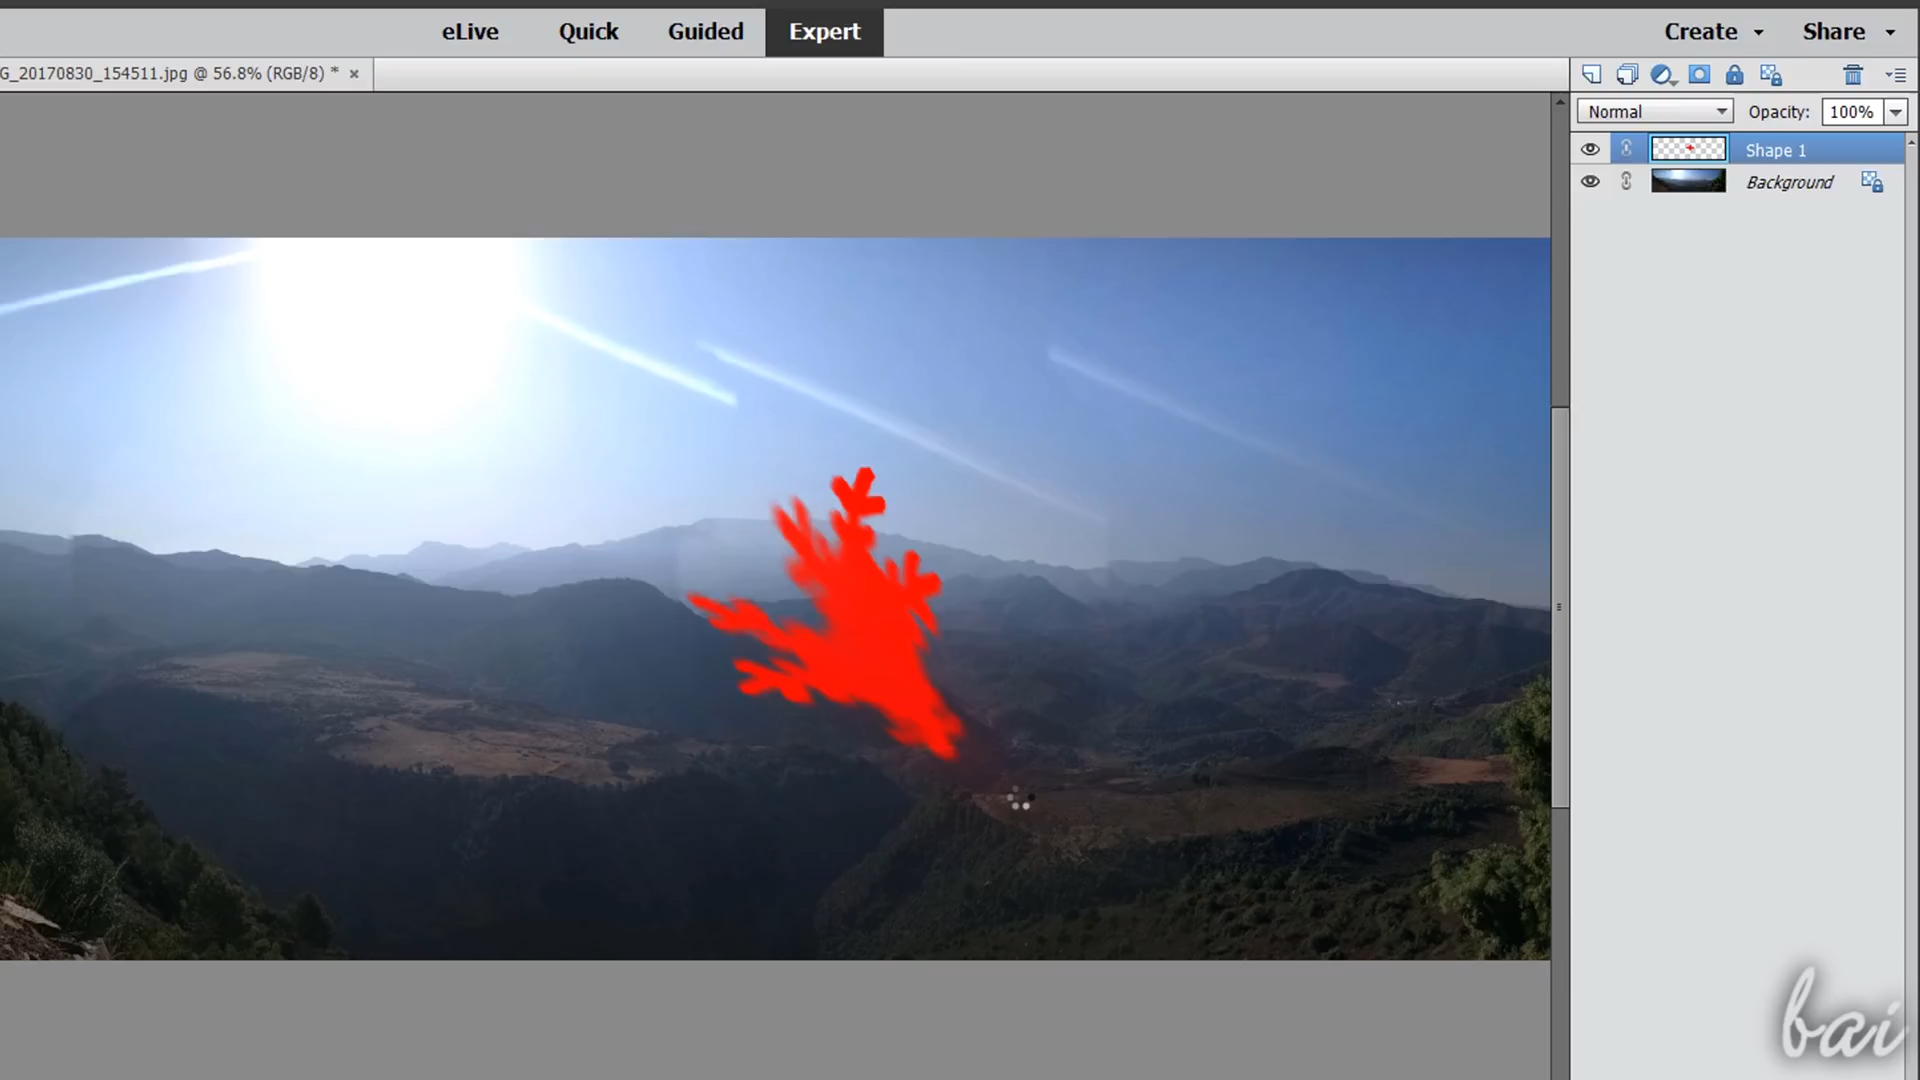 eLive Quick Guided Expert Create Share
G_20170830_154511.jpg @ 56.8% (RGB/8) * ×
Normal Opacity: 100%
Shape 1
Background
bai